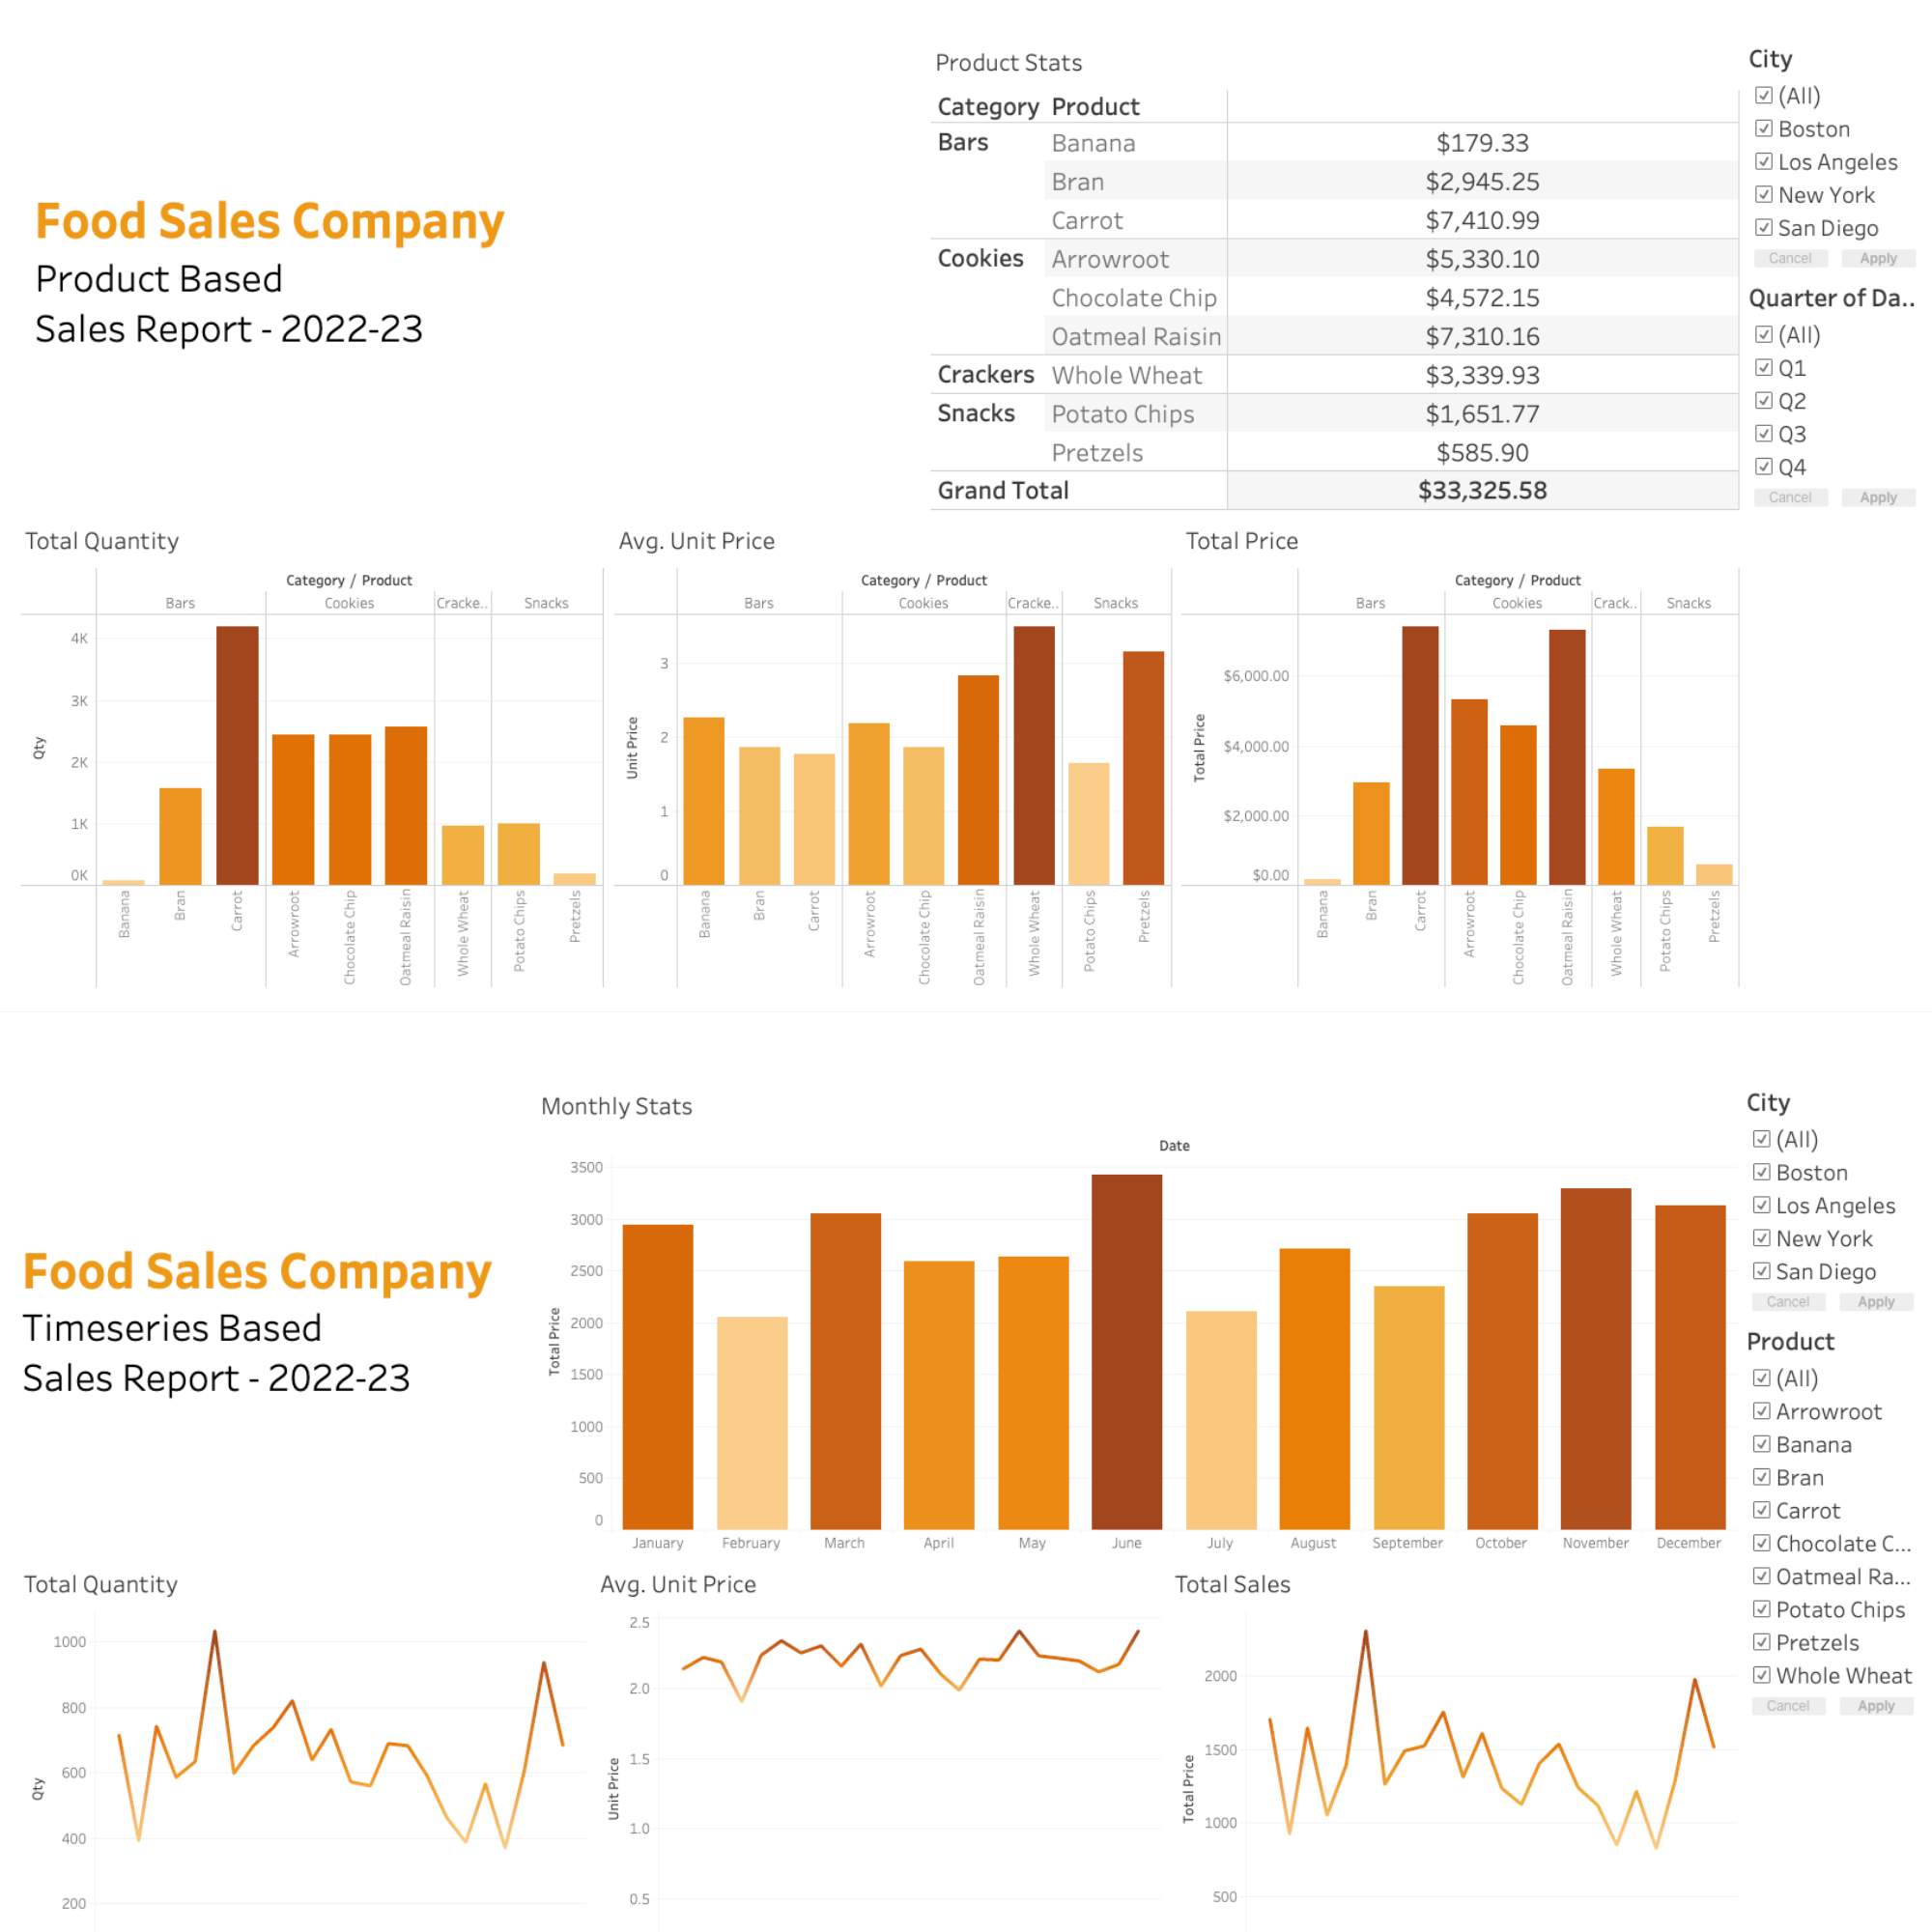 Product Stats
Category Product
Bars Banana $179.33
Bran $2,945.25
Carrot $7,410.99
Cookies Arrowroot $5,330.10
Chocolate Chip $4,572.15
Oatmeal Raisin $7,310.16
Crackers Whole Wheat $3,339.93
Snacks Potato Chips $1,651.77
Pretzels $585.90
Grand Total $33,325.58
City
(All)
Boston
Los Angeles
New York
San Diego
Cancel Apply
Quarter of Da..
(All)
Q1
Q2
Q3
Q4
Cancel Apply
Food Sales Company
Product Based
Sales Report - 2022-23
Total Quantity
Category / Product
Bars Cookies Cracke.. Snacks
4K
3K
2K
1K
0K
Qty
Banana
Bran
Carrot
Arrowroot
Chocolate Chip
Oatmeal Raisin
Whole Wheat
Potato Chips
Pretzels
Avg. Unit Price
Category / Product
Bars Cookies Cracke.. Snacks
3
2
1
0
Unit Price
Banana
Bran
Carrot
Arrowroot
Chocolate Chip
Oatmeal Raisin
Whole Wheat
Potato Chips
Pretzels
Total Price
Category / Product
Bars Cookies Crack.. Snacks
$6,000.00
$4,000.00
$2,000.00
$0.00
Total Price
Banana
Bran
Carrot
Arrowroot
Chocolate Chip
Oatmeal Raisin
Whole Wheat
Potato Chips
Pretzels
Food Sales Company
Timeseries Based
Sales Report - 2022-23
Monthly Stats
Date
3500
3000
2500
2000
1500
1000
500
0
Total Price
January February March April May June July August September October November December
City
(All)
Boston
Los Angeles
New York
San Diego
Cancel Apply
Product
(All)
Arrowroot
Banana
Bran
Carrot
Chocolate C...
Oatmeal Ra...
Potato Chips
Pretzels
Whole Wheat
Cancel Apply
Total Quantity
1000
800
600
400
200
Qty
Avg. Unit Price
2.5
2.0
1.5
1.0
0.5
Unit Price
Total Sales
2000
1500
1000
500
Total Price